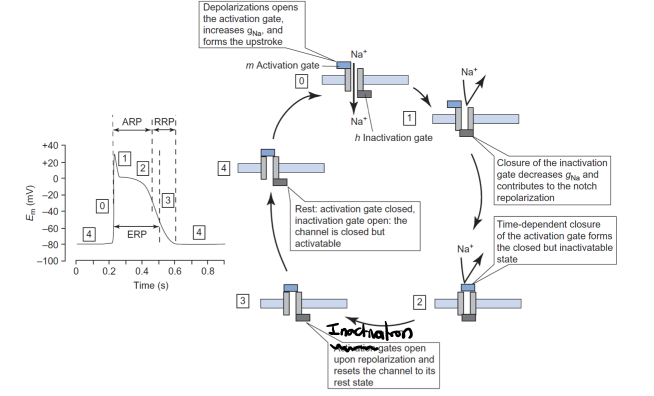 Depolarizations opens
the activation gate,
increases gNa, and
forms the upstroke
m Activation gate
Na+
0
Na+
h Inactivation gate
Na+
1
Closure of the inactivation
gate decreases gNa and
contributes to the notch
repolarization
Time-dependent closure
of the activation gate forms
the closed but inactivatable
state
Na+
2
3
Inactivation
gates open
upon repolarization and
resets the channel to its
rest state
4
Rest: activation gate closed,
inactivation gate open: the
channel is closed but
activatable
ARP RRP
+40
+20
0
−20
−40
−60
−80
−100
Em (mV)
1
2
0
3
4
4
ERP
0 0.2 0.4 0.6 0.8
Time (s)